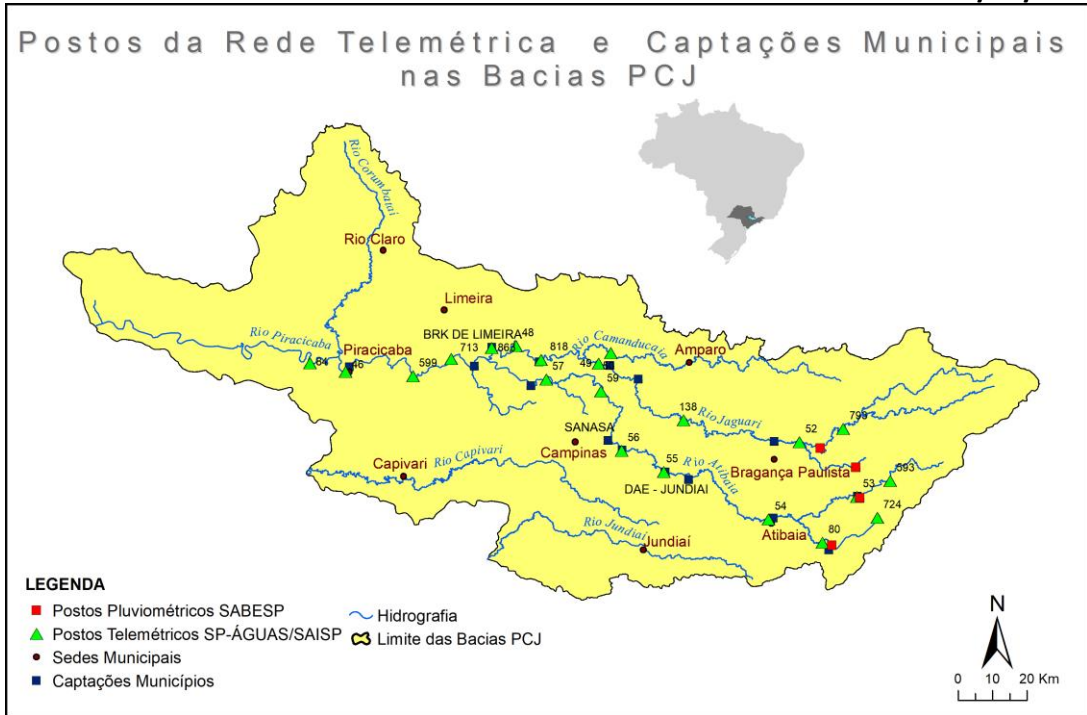 Postos da Rede Telemétrica e Captações Municipais
nas Bacias PCJ
Rio Corumbataí
Rio Claro
Limeira
BRK DE LIMEIRA
48
Rio Camanducaia
Rio Piracicaba
Piracicaba
713
868
818
Amparo
84
46
599
57
49
59
138
Rio Jaguari
793
52
SANASA
56
Campinas
Capivari
Rio Capivari
55
Rio Atibaia
Bragança Paulista
593
DAE - JUNDIAI
53
54
724
Rio Jundiaí
Jundiaí
Atibaia
80
LEGENDA
Postos Pluviométricos SABESP
Postos Telemétricos SP-ÁGUAS/SAISP
Sedes Municipais
Captações Municípios
Hidrografia
Limite das Bacias PCJ
N
0 10 20 Km